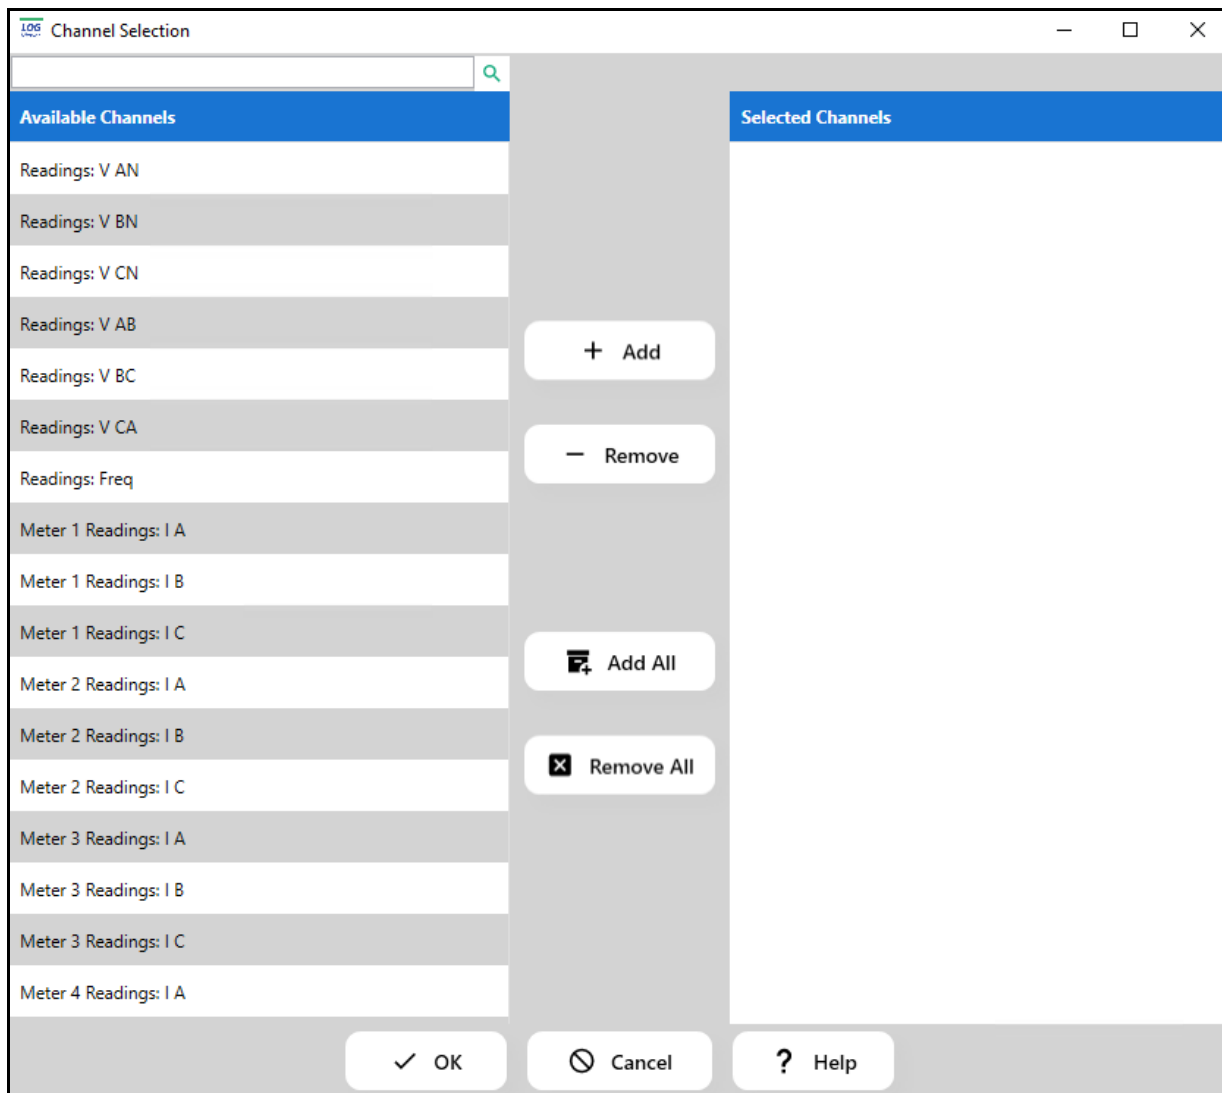 LOG
Channel Selection
Available Channels
Selected Channels
Readings: V AN
Readings: V BN
Readings: V CN
Readings: V AB
Readings: V BC
Readings: V CA
Readings: Freq
Meter 1 Readings: I A
Meter 1 Readings: I B
Meter 1 Readings: I C
Meter 2 Readings: I A
Meter 2 Readings: I B
Meter 2 Readings: I C
Meter 3 Readings: I A
Meter 3 Readings: I B
Meter 3 Readings: I C
Meter 4 Readings: I A
+ Add
− Remove
Add All
Remove All
OK
Cancel
? Help